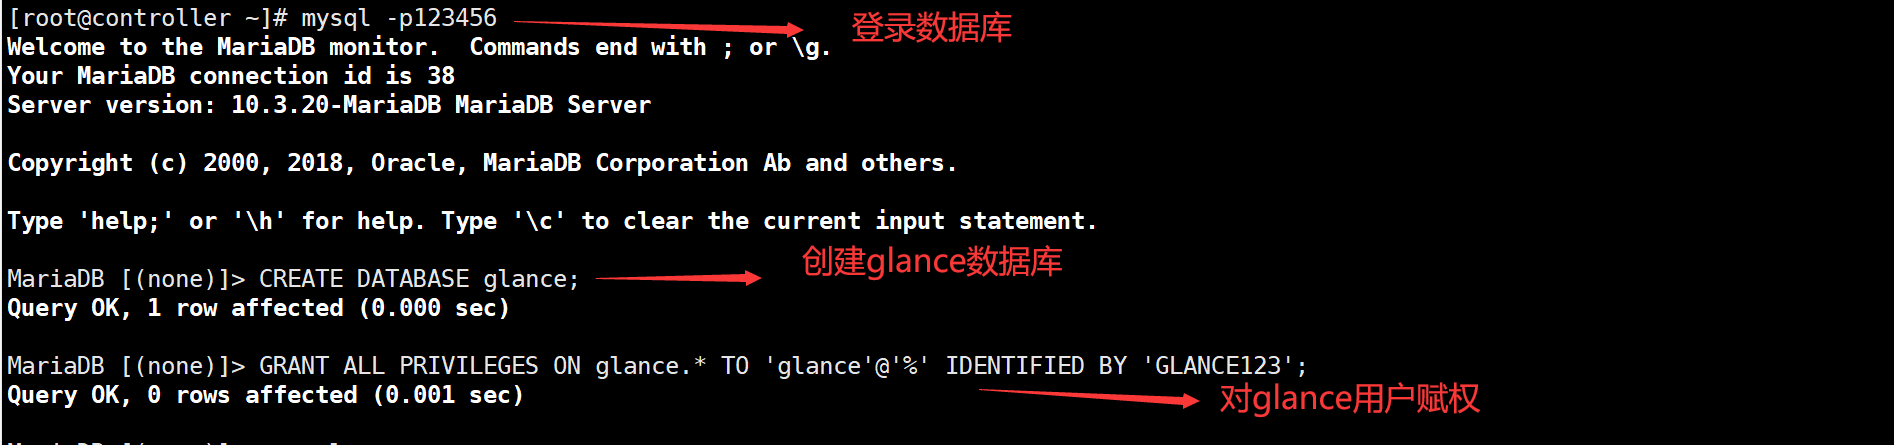 [root@controller ~]# mysql -p123456
登录数据库
Welcome to the MariaDB monitor.  Commands end with ; or \g.
Your MariaDB connection id is 38
Server version: 10.3.20-MariaDB MariaDB Server
Copyright (c) 2000, 2018, Oracle, MariaDB Corporation Ab and others.
Type 'help;' or '\h' for help. Type '\c' to clear the current input statement.
创建glance数据库
MariaDB [(none)]> CREATE DATABASE glance;
Query OK, 1 row affected (0.000 sec)
MariaDB [(none)]> GRANT ALL PRIVILEGES ON glance.* TO 'glance'@'%' IDENTIFIED BY 'GLANCE123';
Query OK, 0 rows affected (0.001 sec)
对glance用户赋权